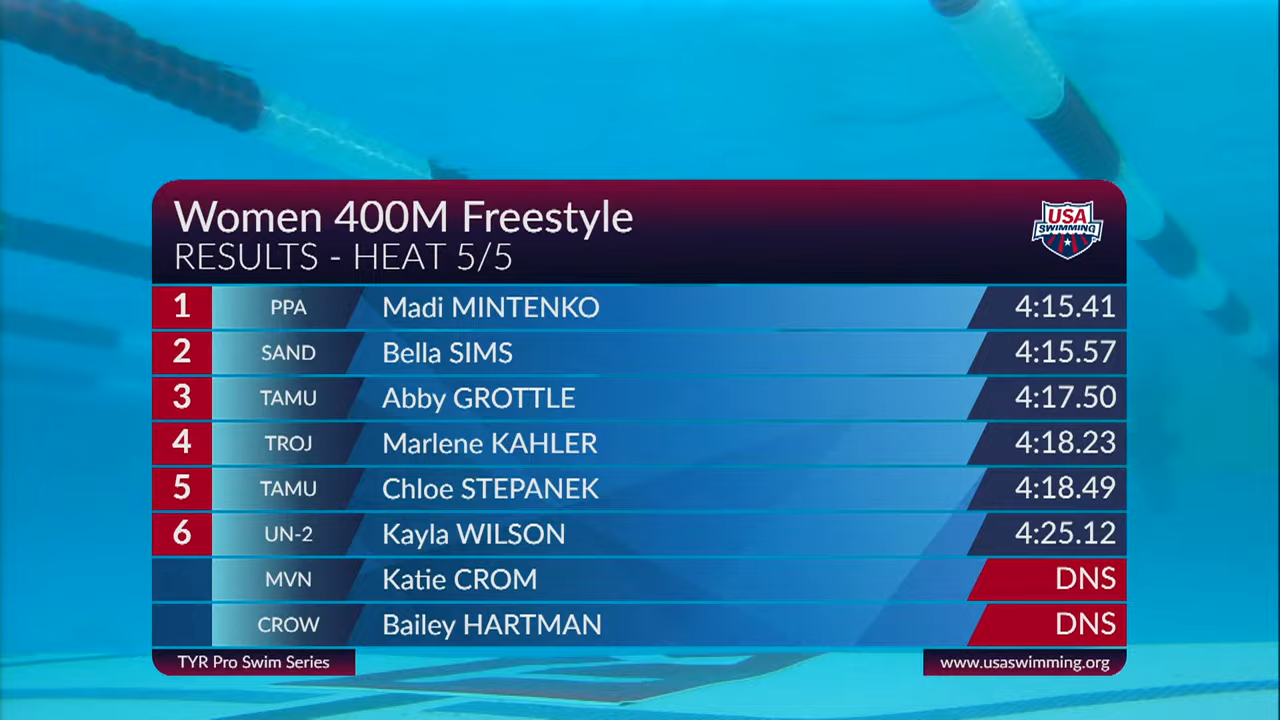 Women 400M Freestyle
RESULTS - HEAT 5/5
USA
SWIMMING
1 PPA Madi MINTENKO 4:15.41
2 SAND Bella SIMS 4:15.57
3 TAMU Abby GROTTLE 4:17.50
4 TROJ Marlene KAHLER 4:18.23
5 TAMU Chloe STEPANEK 4:18.49
6 UN-2 Kayla WILSON 4:25.12
MVN Katie CROM DNS
CROW Bailey HARTMAN DNS
TYR Pro Swim Series www.usaswimming.org